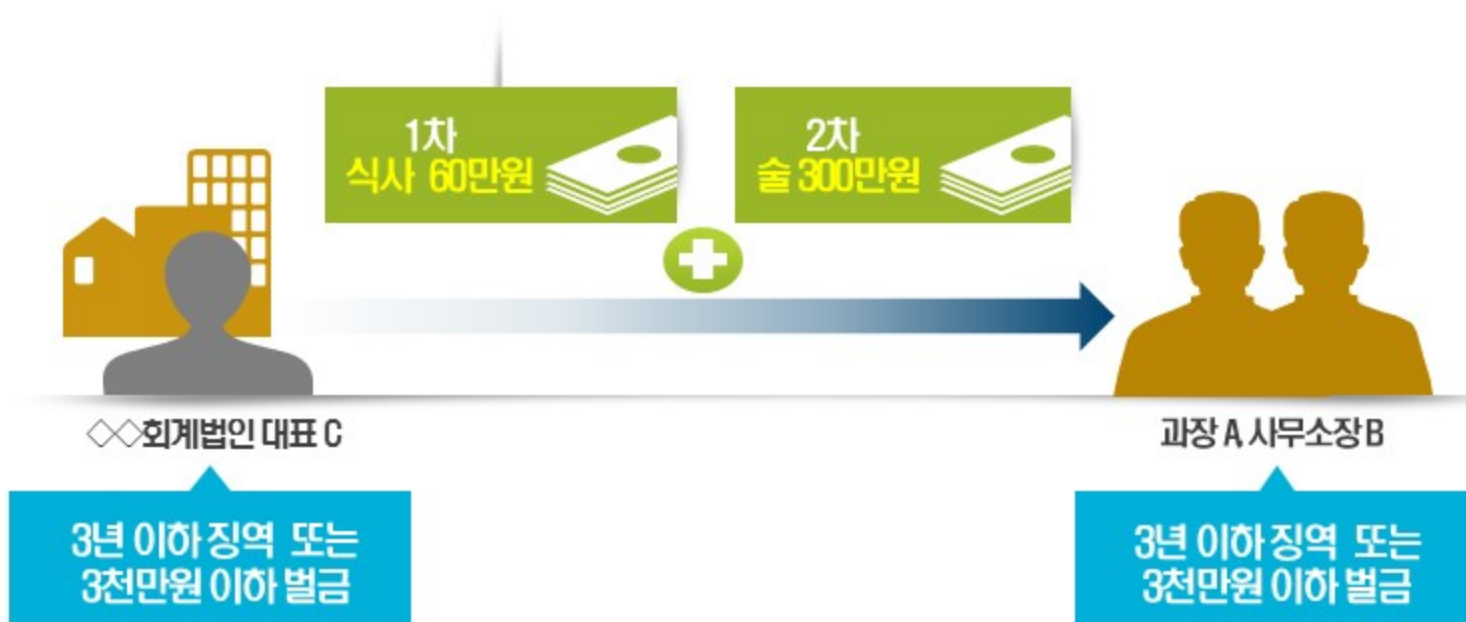 1차
식사 60만원
2차
술 300만원
◇◇회계법인 대표 C
과장 A, 사무소장 B
3년 이하 징역 또는
3천만원 이하 벌금
3년 이하 징역 또는
3천만원 이하 벌금